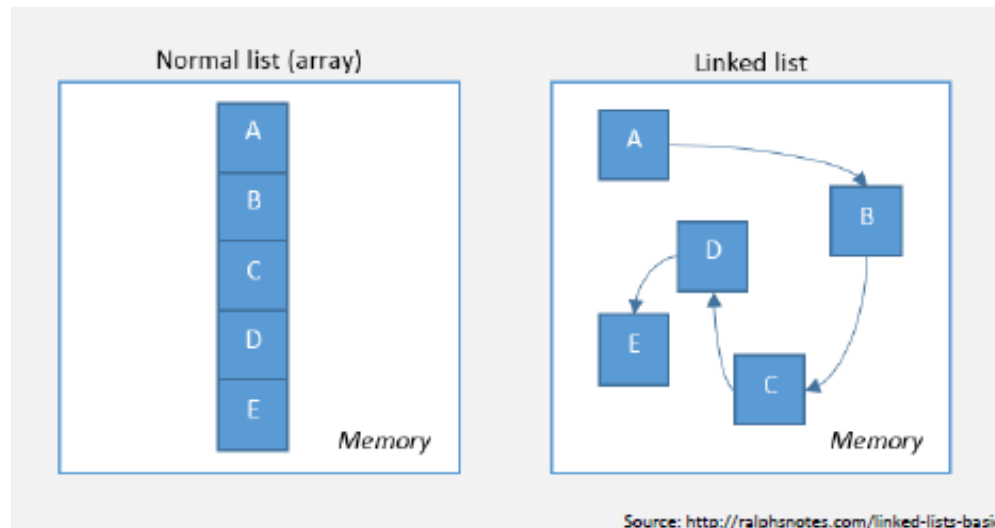 Normal list (array)
A
B
C
D
E
Memory
Linked list
A
B
D
E
C
Memory
Source: http://ralphsnotes.com/linked-lists-basi